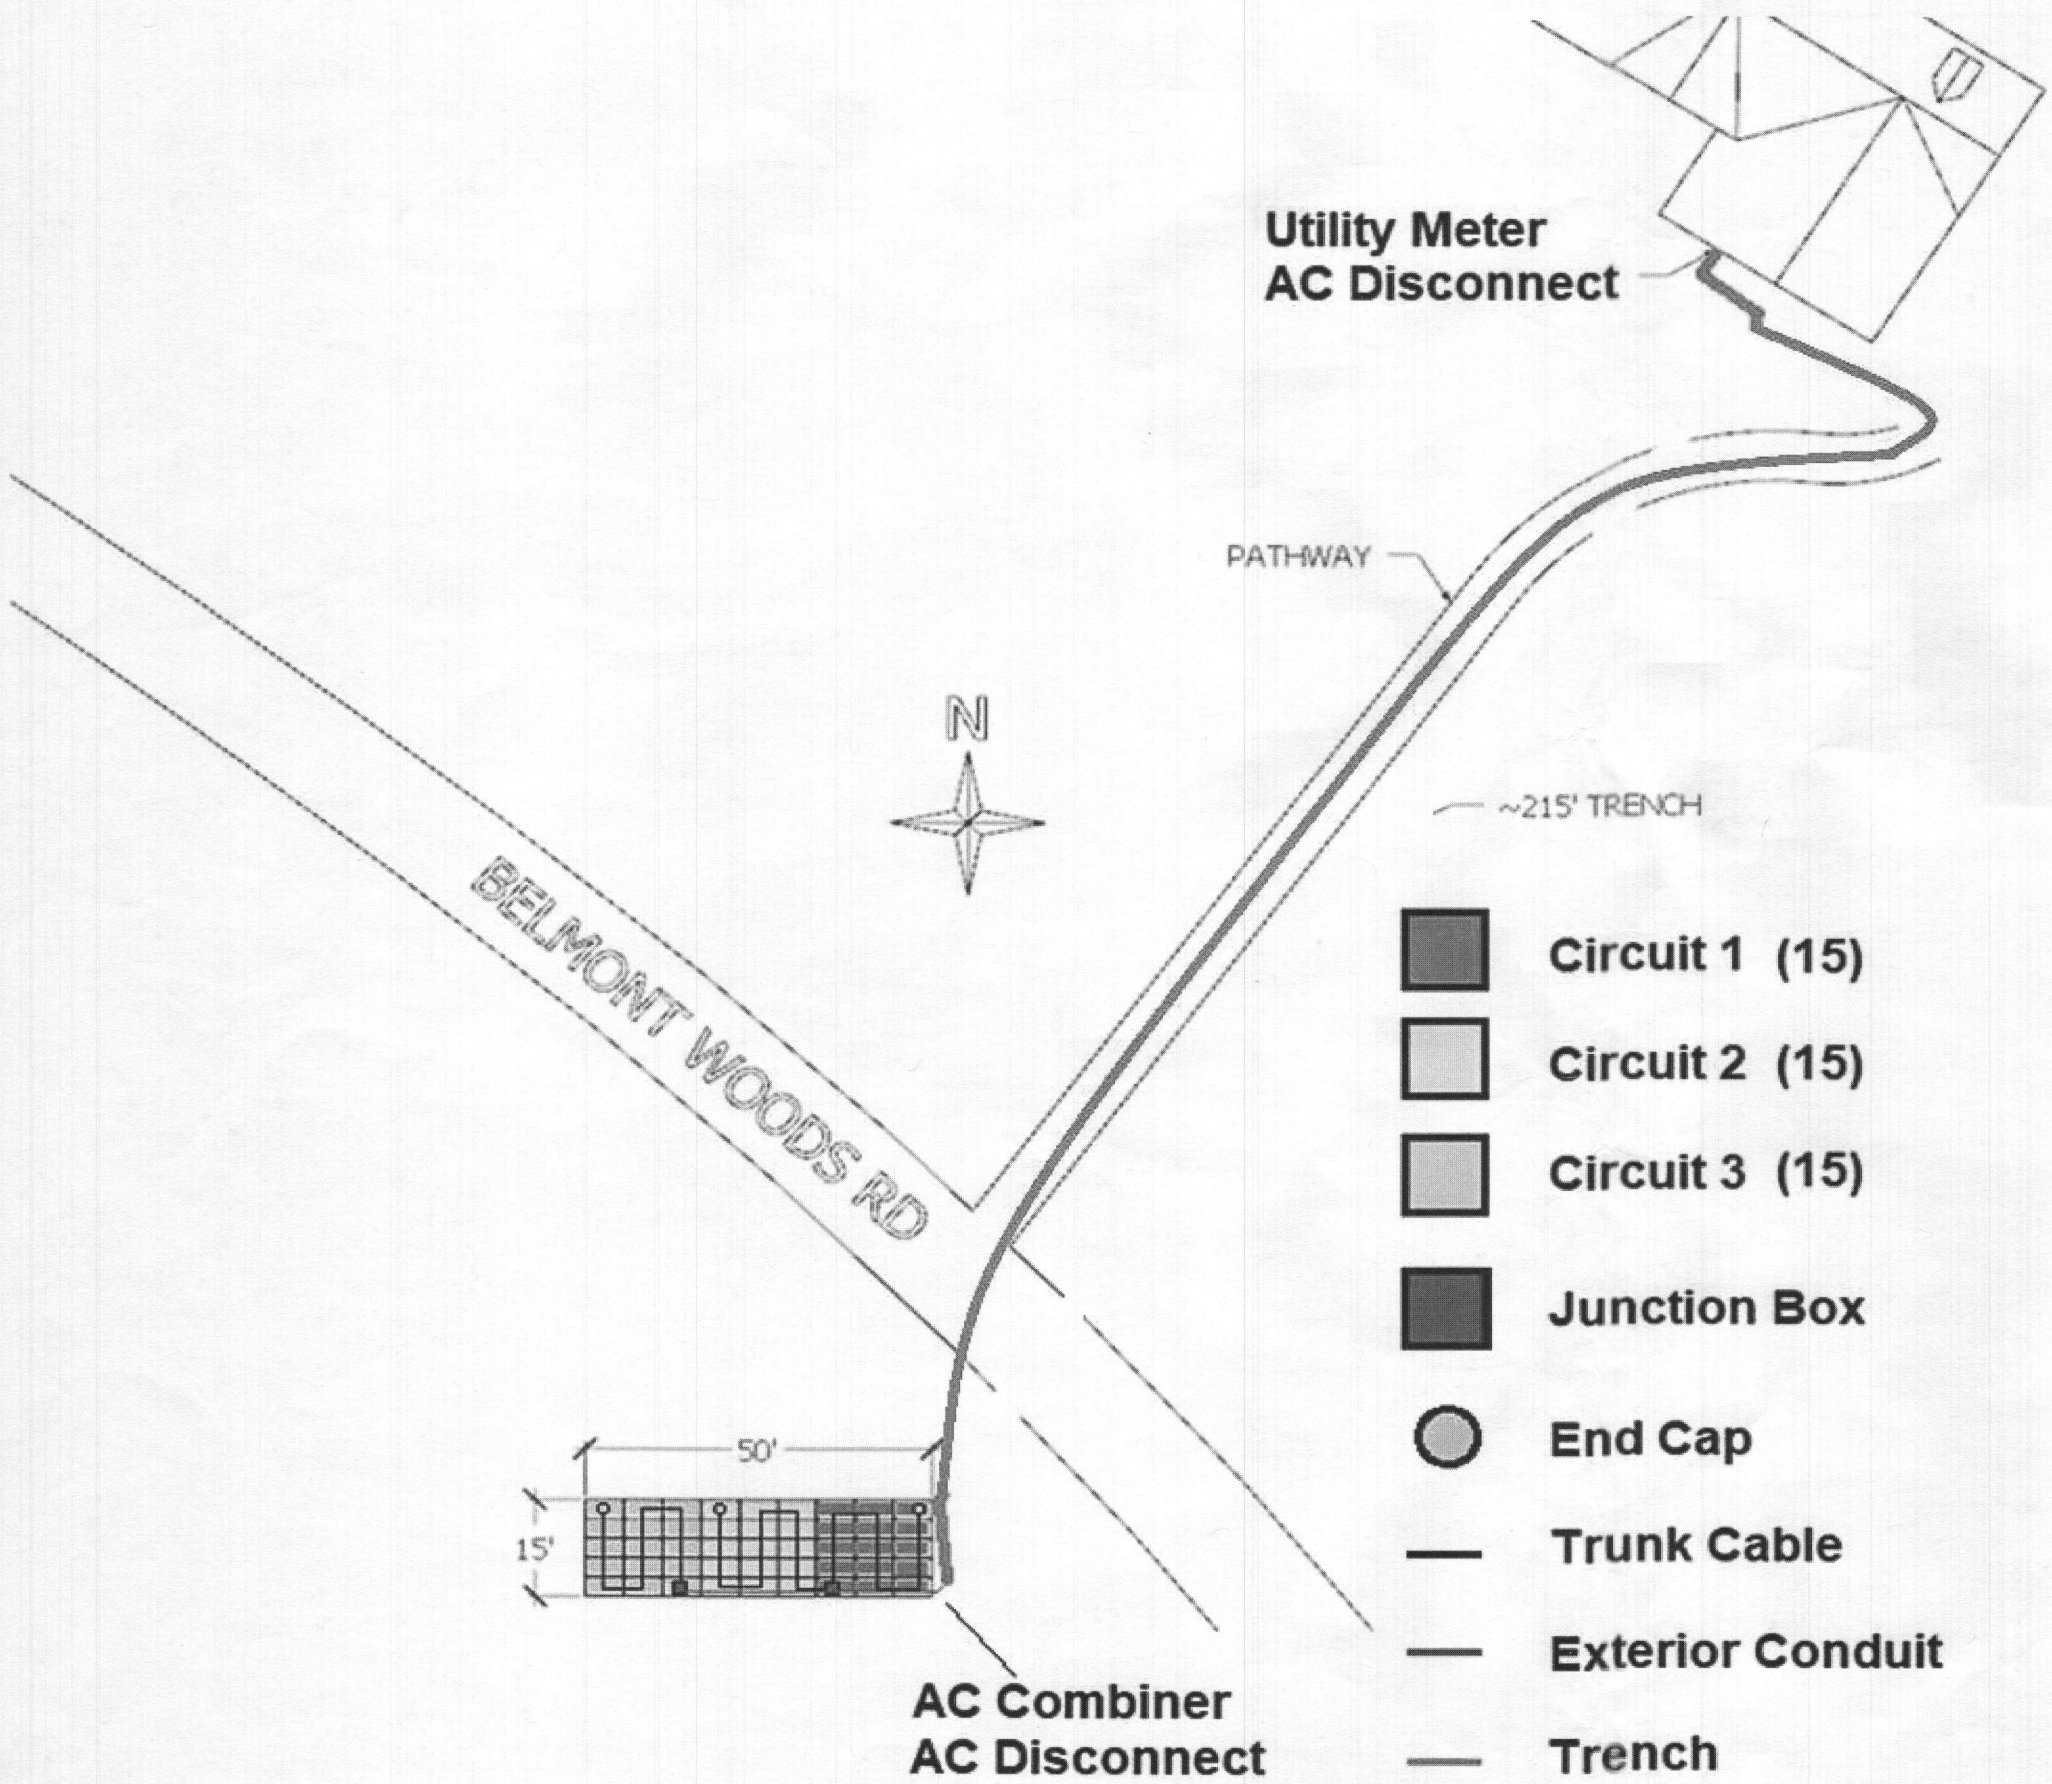 Utility Meter
AC Disconnect
PATHWAY
N
~215' TRENCH
BELMONT WOODS RD
Circuit 1 (15)
Circuit 2 (15)
Circuit 3 (15)
Junction Box
End Cap
50'
15'
Trunk Cable
Exterior Conduit
AC Combiner
AC Disconnect
Trench